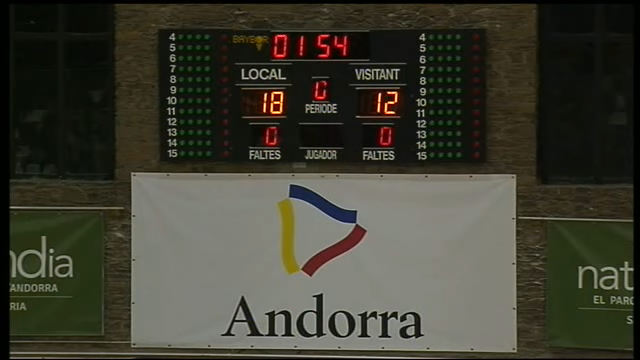 BAYBOR 01:54
LOCAL VISITANT
18 0 12
PERIODE
0 0
FALTES JUGADOR FALTES
4 4
5 5
6 6
7 7
8 8
9 9
10 10
11 11
12 12
13 13
14 14
15 15
Andorra
ndia
ANDORRA
RIA
nat
EL PARC
S